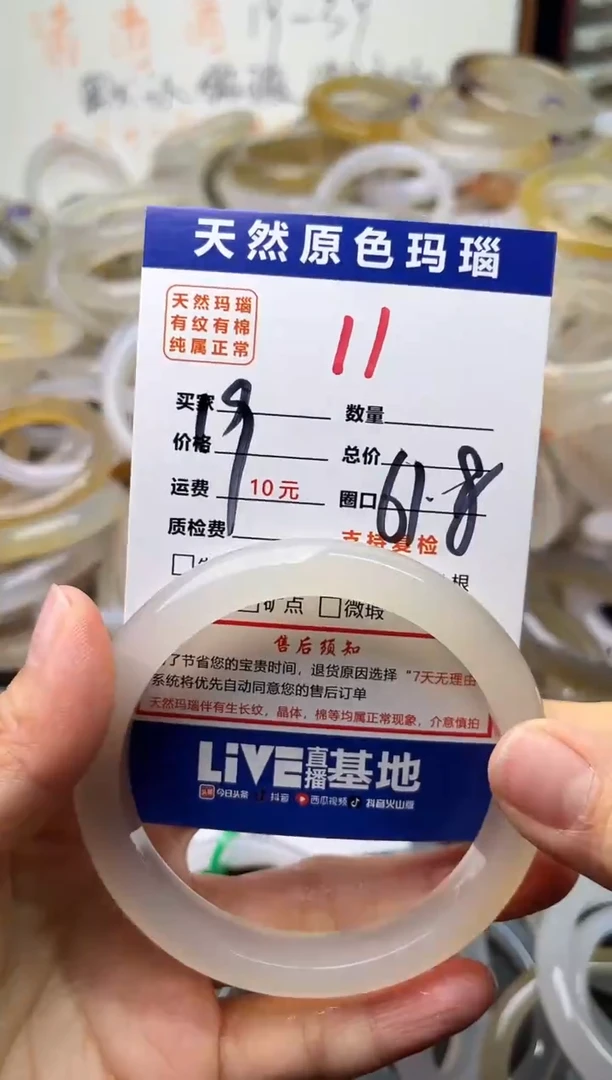 19-59
天然原色玛瑙
天然玛瑙
有纹有棉
纯属正常
11
买家 数量
价格 19 总价
运费 10元 圈口 61.8
质检费 支持复检
□ 根
□矿点 □微瑕
售后须知
了节省您的宝贵时间，退货原因选择“7天无理由
系统将优先自动同意您的售后订单
天然玛瑙伴有生长纹，晶体，棉等均属正常现象，介意慎拍
LiVE直播基地
头条 今日头条 抖音 西瓜视频 抖音火山版